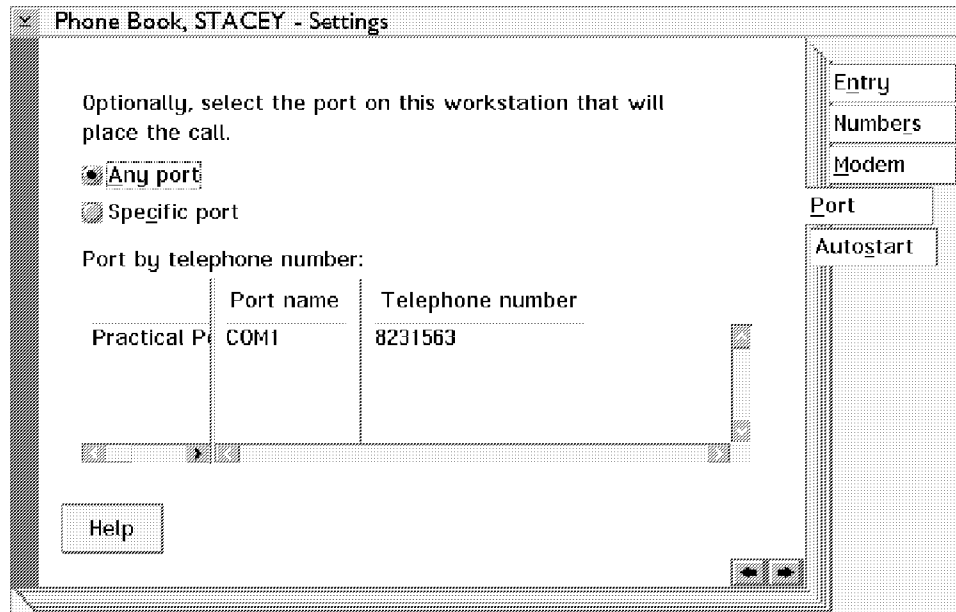 Phone Book, STACEY - Settings
Optionally, select the port on this workstation that will
place the call.
Any port
Specific port
Port by telephone number:
Port name Telephone number
Practical COM1 8231563
Help
Entry
Numbers
Modem
Port
Autostart